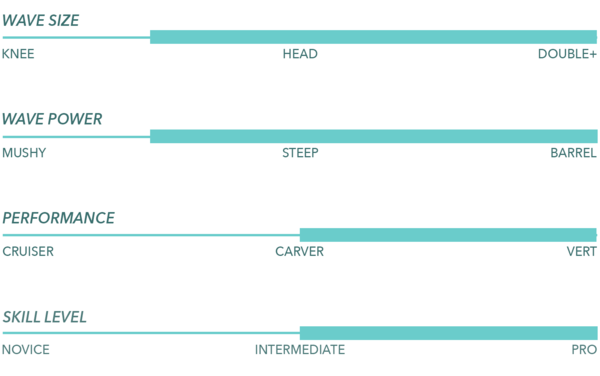 WAVE SIZE
KNEE HEAD DOUBLE+
WAVE POWER
MUSHY STEEP BARREL
PERFORMANCE
CRUISER CARVER VERT
SKILL LEVEL
NOVICE INTERMEDIATE PRO